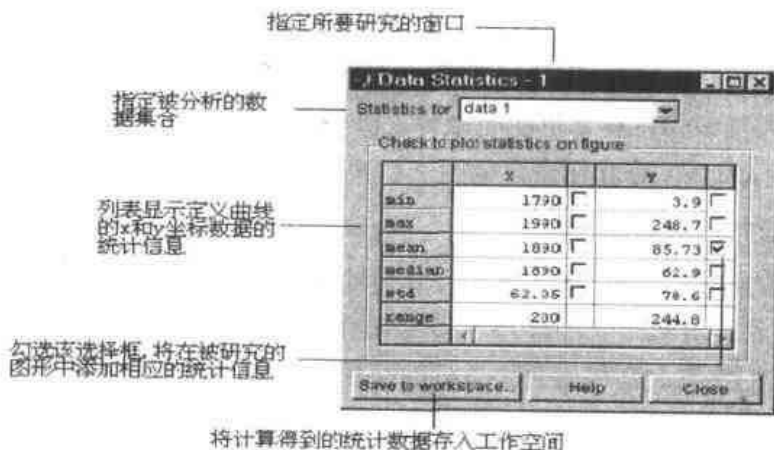 指定所要研究的窗口
Data Statistics - 1
指定被分析的数
据集合
Statistics for data 1
Check to plot statistics on figure
X Y
min 1790 3.9
max 1990 248.7
mean 1890 85.73
median 1890 62.9
std 62.05 78.6
range 200 244.8
列表显示定义曲线
的x和y坐标数据的
统计信息
勾选该选择框,将在被研究的
图形中添加相应的统计信息
Save to workspace... Help Close
将计算得到的统计数据存入工作空间